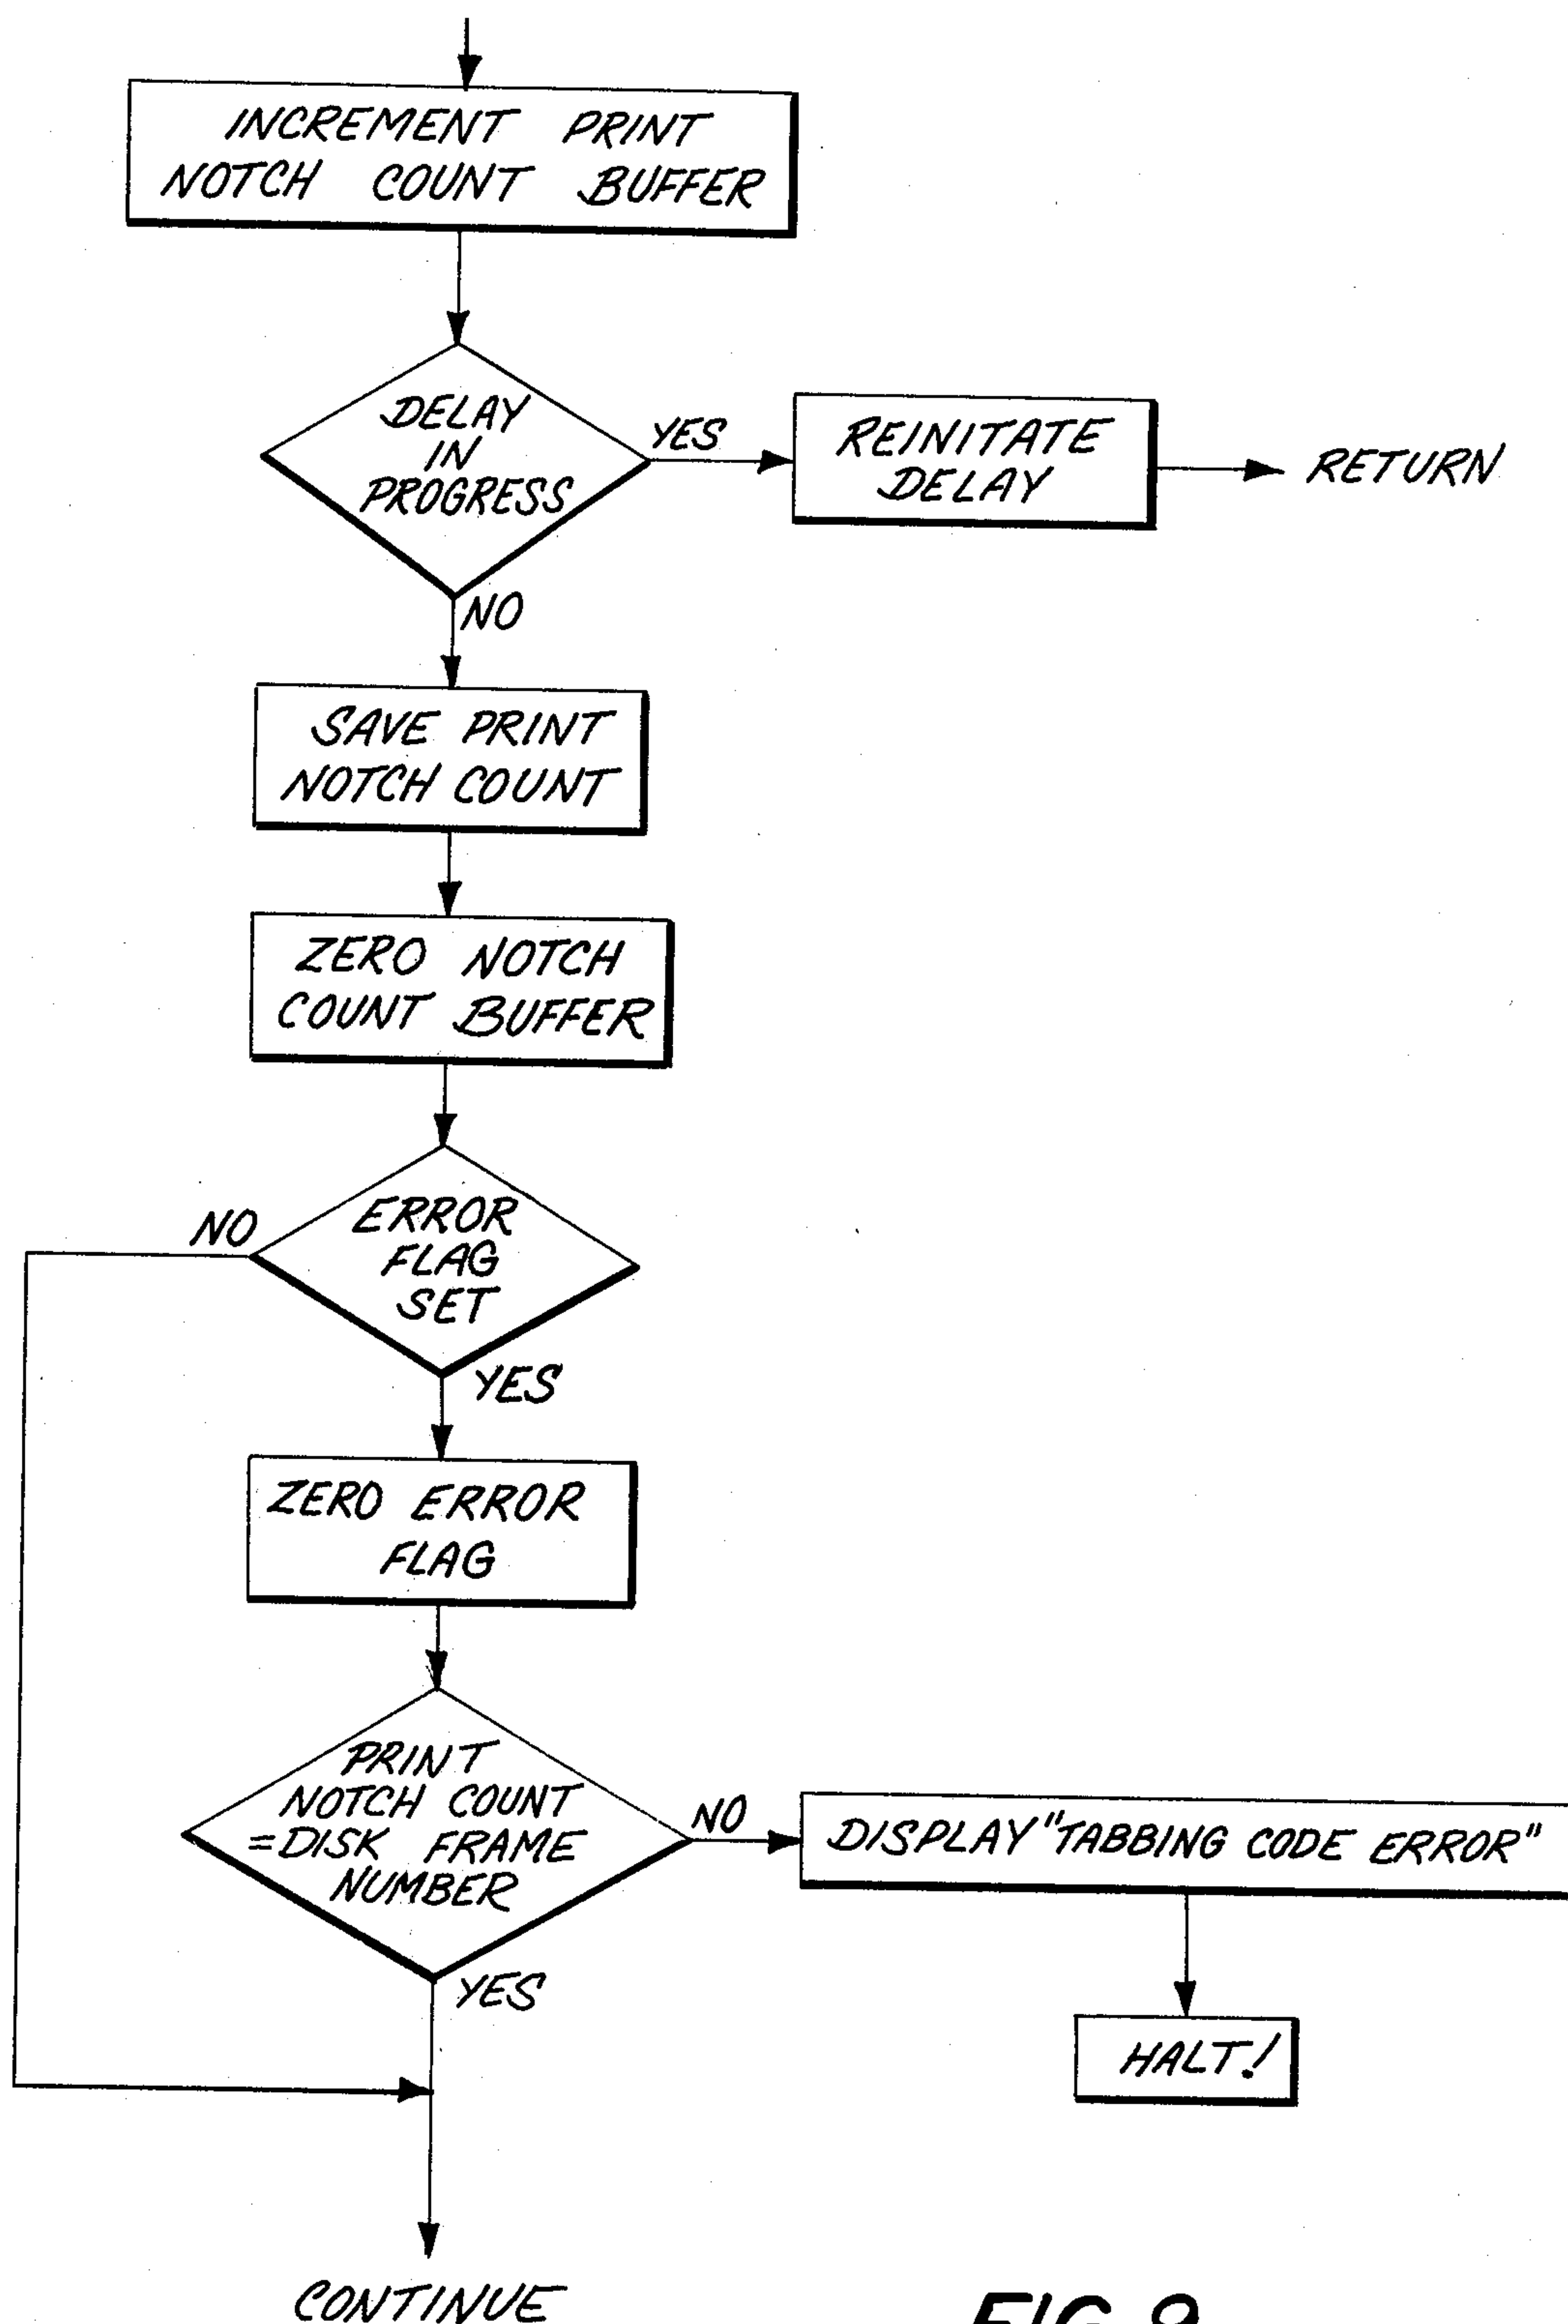 INCREMENT PRINT
NOTCH COUNT BUFFER
DELAY
IN
PROGRESS
YES
REINITATE
DELAY
RETURN
NO
SAVE PRINT
NOTCH COUNT
ZERO NOTCH
COUNT BUFFER
ERROR
FLAG
SET
NO
YES
ZERO ERROR
FLAG
PRINT
NOTCH COUNT
=DISK FRAME
NUMBER
NO
DISPLAY "TABBING CODE ERROR"
YES
HALT!
CONTINUE
FIG. 9